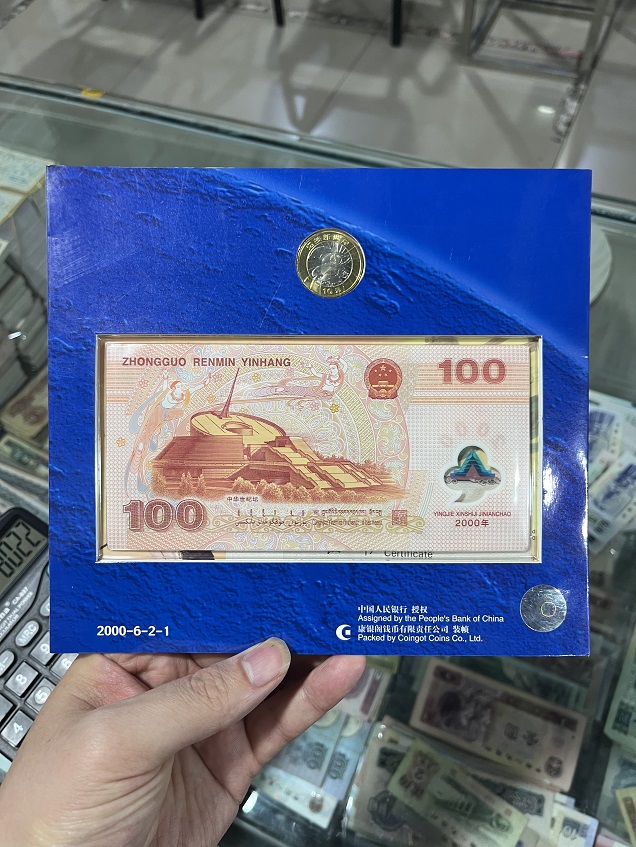 ZHONGGUO RENMIN YINHANG
100
中华世纪坛
100
YINGJIE XINSHIJI JINIANCHAO
2000年
Certificate
2000-6-2-1
中国人民银行 授权
Assigned by the People's Bank of China
康银阁钱币有限责任公司 装帧
Packed by Coingot Coins Co., Ltd.